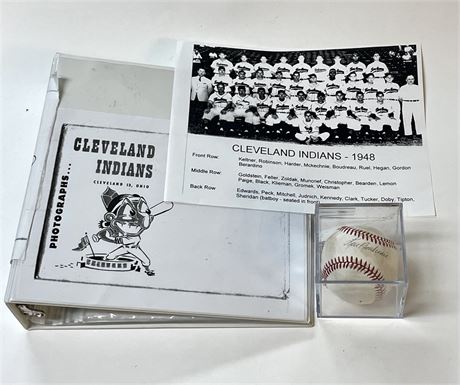 CLEVELAND INDIANS - 1948
Front Row: Keltner, Robinson, Harder, Mckechnie, Boudreau, Ruel, Hegan, Gordon
Berardino
Middle Row: Goldstein, Feller, Zoldak, Muncrief, Christopher, Bearden, Lemon
Paige, Black, Klieman, Gromek, Weisman
Back Row Edwards, Peck, Mitchell, Judnich, Kennedy, Clark, Tucker, Doby, Tipton,
Sheridan (batboy - seated in front)
CLEVELAND
INDIANS
CLEVELAND 13, OHIO
PHOTOGRAPHS...